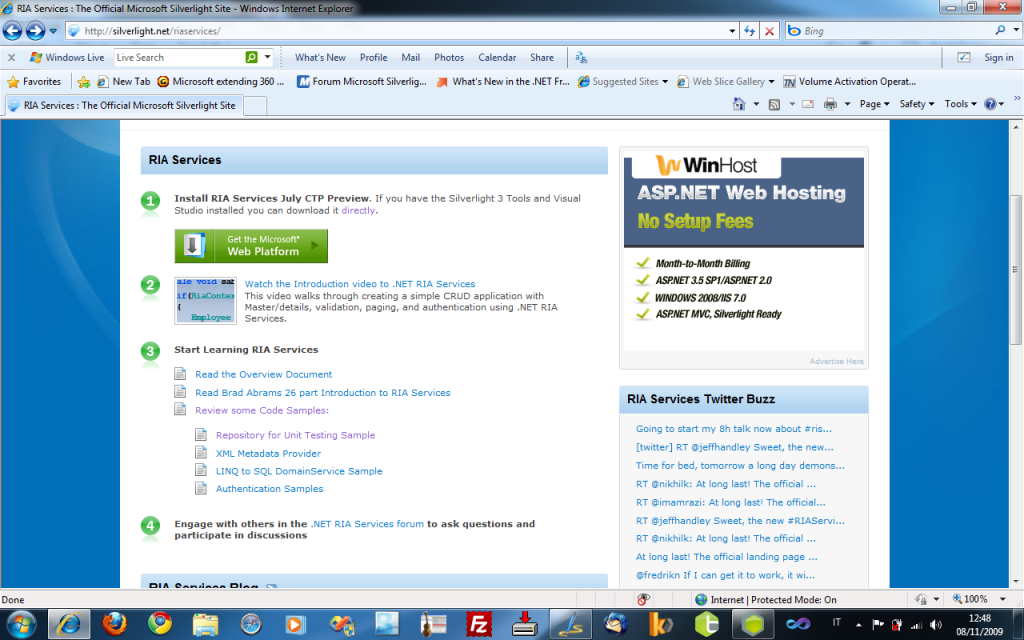 RIA Services : The Official Microsoft Silverlight Site - Windows Internet Explorer
http://silverlight.net/riaservices/
Bing
Windows Live
Live Search
What's New
Profile
Mail
Photos
Calendar
Share
Sign in
Favorites
New Tab
Microsoft extending 360 ...
Forum Microsoft Silverlig...
What's New in the .NET Fr...
Suggested Sites
Web Slice Gallery
Volume Activation Operat...
RIA Services : The Official Microsoft Silverlight Site
Page
Safety
Tools
RIA Services
1
Install RIA Services July CTP Preview. If you have the Silverlight 3 Tools and Visual
Studio installed you can download it directly.
Get the Microsoft®
Web Platform
2
if(RiaContex
{
Employee
Watch the Introduction video to .NET RIA Services
This video walks through creating a simple CRUD application with
Master/details, validation, paging, and authentication using .NET RIA
Services.
3
Start Learning RIA Services
Read the Overview Document
Read Brad Abrams 26 part Introduction to RIA Services
Review some Code Samples:
Repository for Unit Testing Sample
XML Metadata Provider
LINQ to SQL DomainService Sample
Authentication Samples
4
Engage with others in the .NET RIA Services forum to ask questions and
participate in discussions
RIA Services Blog
WinHost
ASP.NET Web Hosting
No Setup Fees
Month-to-Month Billing
ASP.NET 3.5 SP1/ASP.NET 2.0
WINDOWS 2008/IIS 7.0
ASP.NET MVC, Silverlight Ready
Advertise Here
RIA Services Twitter Buzz
Going to start my 8h talk now about #ris...
[twitter] RT @jeffhandley Sweet, the new...
Time for bed, tomorrow a long day demons...
RT @nikhilk: At long last! The official ...
RT @imamrazi: At long last! The official...
RT @jeffhandley Sweet, the new #RIAServi...
RT @nikhilk: At long last! The official ...
At long last! The official landing page ...
@fredrikn If I can get it to work, it wi...
Done
Internet | Protected Mode: On
100%
Fz
IT
12:48
08/11/2009